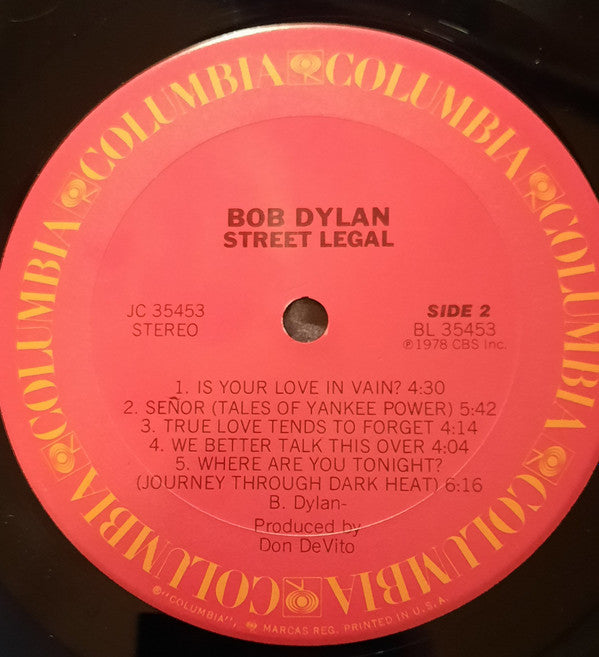 COLUMBIA COLUMBIA COLUMBIA COLUMBIA COLUMBIA COLUMBIA
BOB DYLAN
STREET LEGAL
JC 35453
STEREO
SIDE 2
BL 35453
℗1978 CBS Inc.
1. IS YOUR LOVE IN VAIN? 4:30
2. SEÑOR (TALES OF YANKEE POWER) 5:42
3. TRUE LOVE TENDS TO FORGET 4:14
4. WE BETTER TALK THIS OVER 4:04
5. WHERE ARE YOU TONIGHT?
(JOURNEY THROUGH DARK HEAT) 6:16
B. Dylan-
Produced by
Don DeVito
®"COLUMBIA", MARCAS REG. PRINTED IN U.S.A.